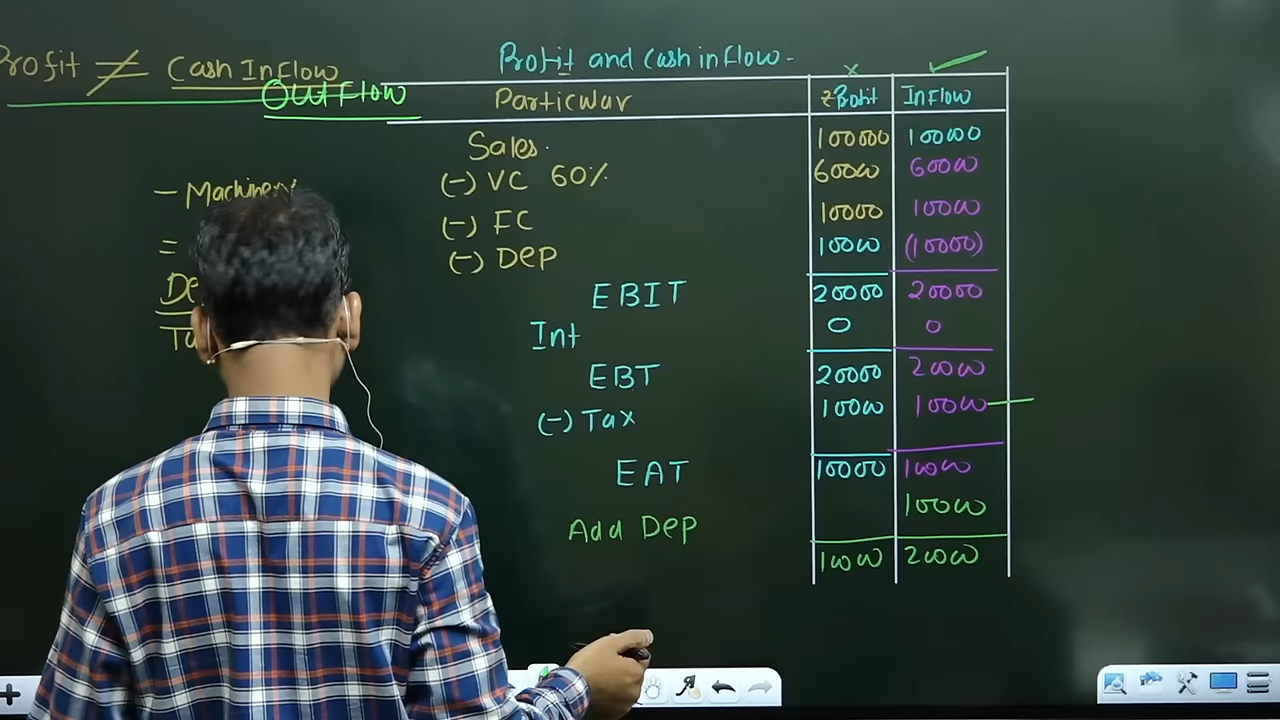 Profit ≠ Cash Inflow
OutFlow
Profit and Cash inflow.
Particular ₹Profit InFlow
Sales. 100000 100000
(-) VC 60% 60000 60000
(-) FC 10000 10000
(-) Dep 10000 (10000)
EBIT 20000 20000
Int 0 0
EBT 20000 20000
(-) Tax 10000 10000
EAT 10000 10000
Add Dep 10000
10000 20000
- Machinery
=